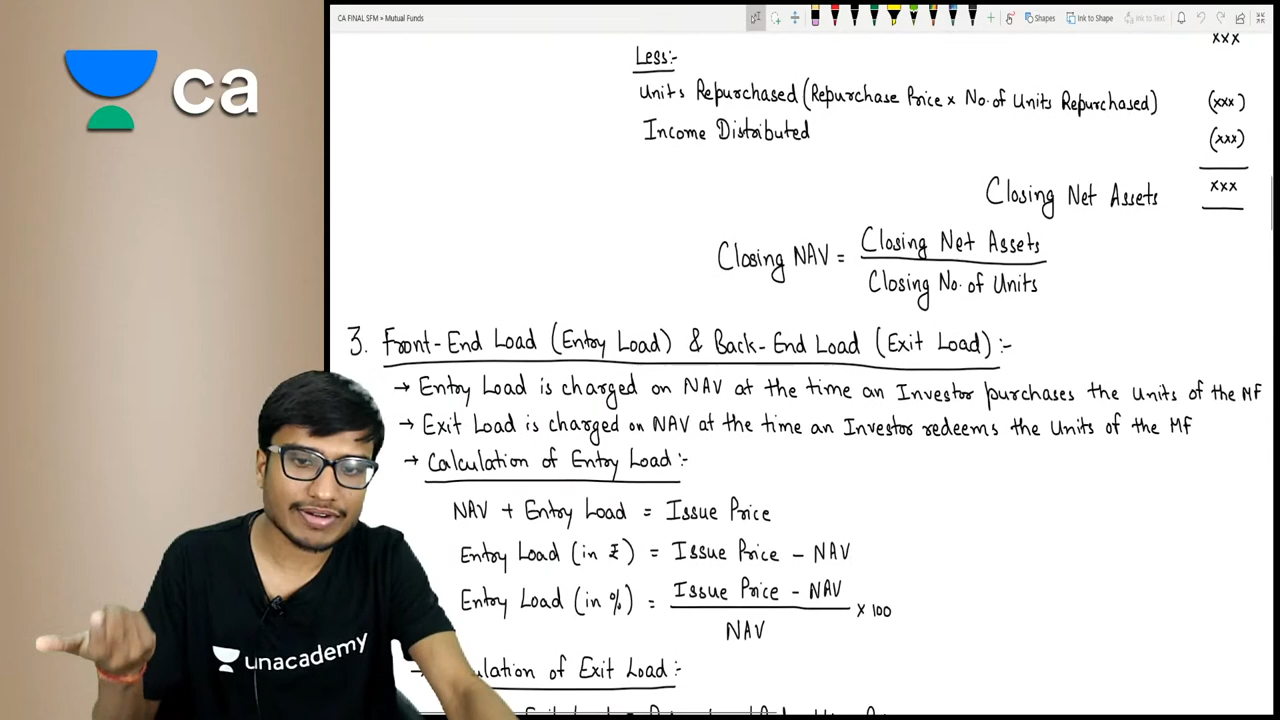 ca
CA FINAL SFM » Mutual Funds
Shapes
Ink to Shape
Ink to Text
xxx
Less:-
Units Repurchased (Repurchase Price x No. of Units Repurchased) (xxx)
Income Distributed (xxx)
Closing Net Assets xxx
Closing NAV = Closing Net Assets
Closing No. of Units
3. Front-End Load (Entry Load) & Back-End Load (Exit Load) :-
→ Entry Load is charged on NAV at the time an Investor purchases the Units of the MF
→ Exit Load is charged on NAV at the time an Investor redeems the Units of the MF
→ Calculation of Entry Load :-
NAV + Entry Load = Issue Price
Entry Load (in ₹) = Issue Price - NAV
Entry Load (in %) = Issue Price - NAV x 100
NAV
of Exit Load :-
unacademy